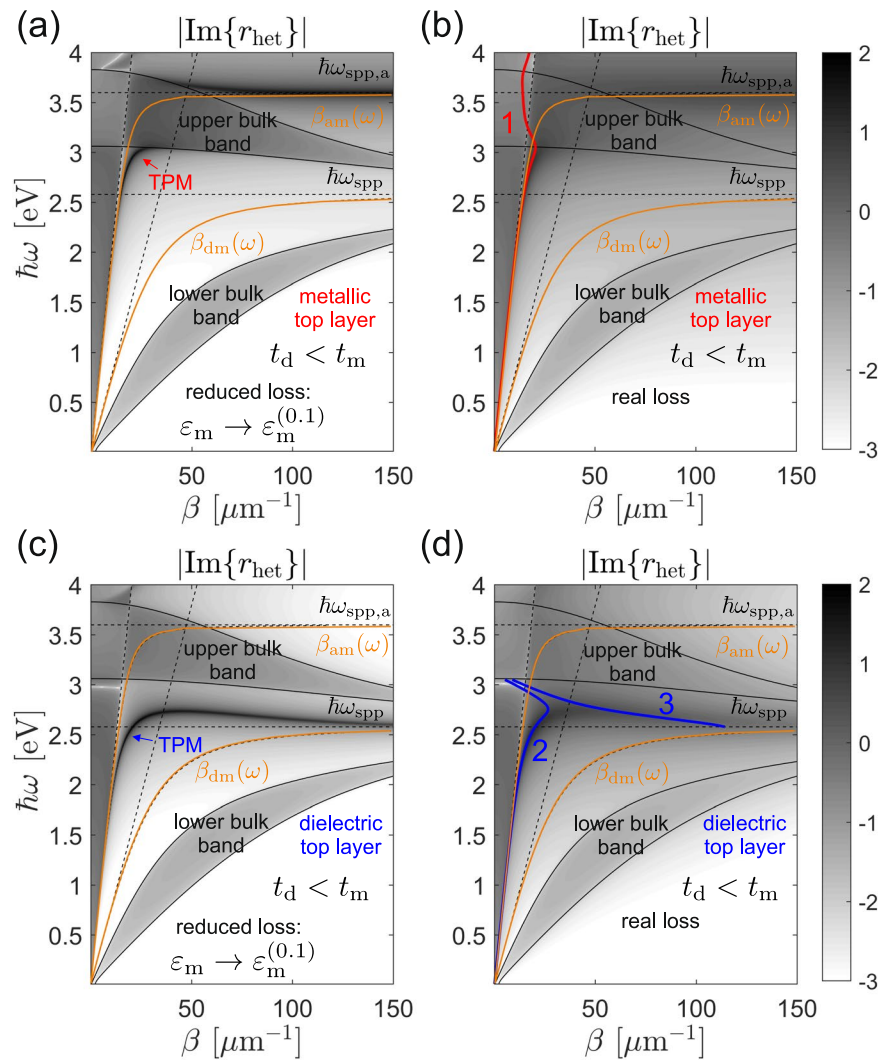 (a)
|Im{r_het}|
4
3.5
3
2.5
2
1.5
1
0.5
ħω [eV]
ħω_spp,a
β_am(ω)
upper bulk
band
TPM
ħω_spp
β_dm(ω)
lower bulk
band
metallic
top layer
t_d < t_m
reduced loss:
ε_m → ε_m^(0.1)
50
100
150
β [μm⁻¹]
(b)
|Im{r_het}|
ħω_spp,a
β_am(ω)
1
upper bulk
band
ħω_spp
β_dm(ω)
lower bulk
band
metallic
top layer
t_d < t_m
real loss
50
100
150
β [μm⁻¹]
2
1
0
-1
-2
-3
(c)
|Im{r_het}|
4
3.5
3
2.5
2
1.5
1
0.5
ħω [eV]
ħω_spp,a
β_am(ω)
upper bulk
band
ħω_spp
TPM
β_dm(ω)
lower bulk
band
dielectric
top layer
t_d < t_m
reduced loss:
ε_m → ε_m^(0.1)
50
100
150
β [μm⁻¹]
(d)
|Im{r_het}|
ħω_spp,a
β_am(ω)
upper bulk
band
3
ħω_spp
2
β_dm(ω)
lower bulk
band
dielectric
top layer
t_d < t_m
real loss
50
100
150
β [μm⁻¹]
2
1
0
-1
-2
-3